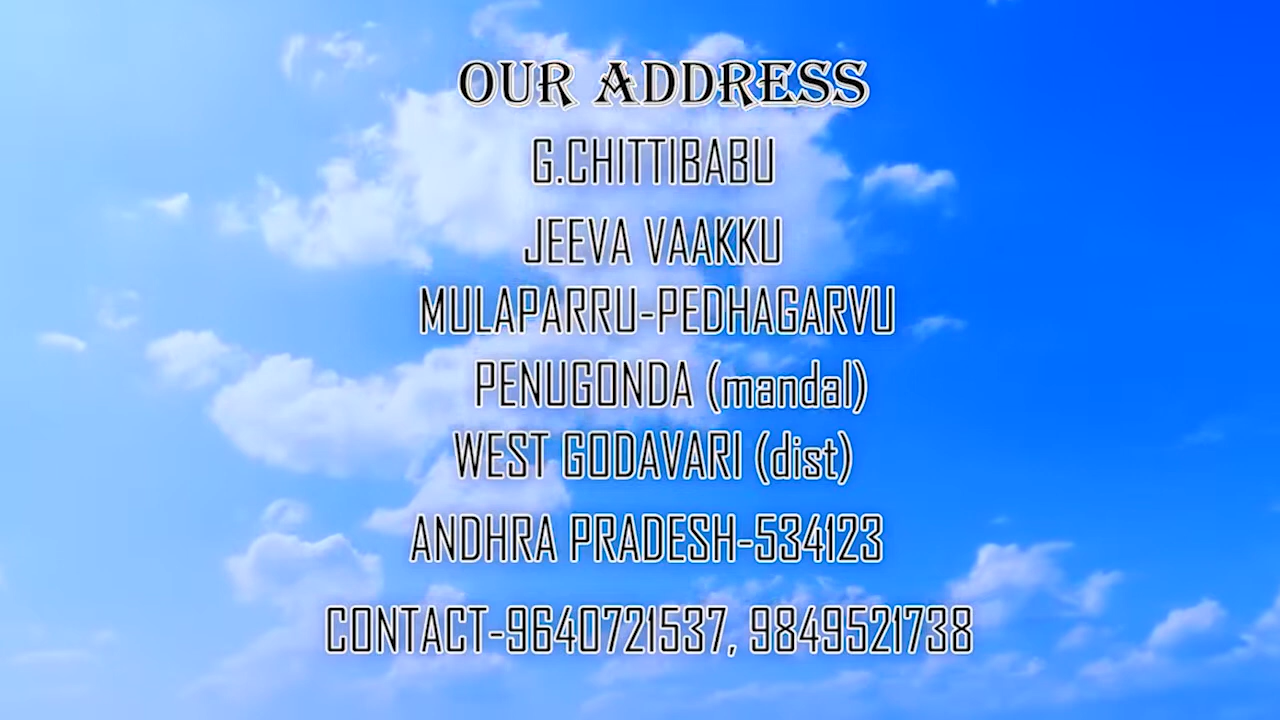 OUR ADDRESS
G.CHITTIBABU
JEEVA VAAKKU
MULAPARRU-PEDHAGARVU
PENUGONDA (mandal)
WEST GODAVARI (dist)
ANDHRA PRADESH-534123
CONTACT-9640721537, 9849521738